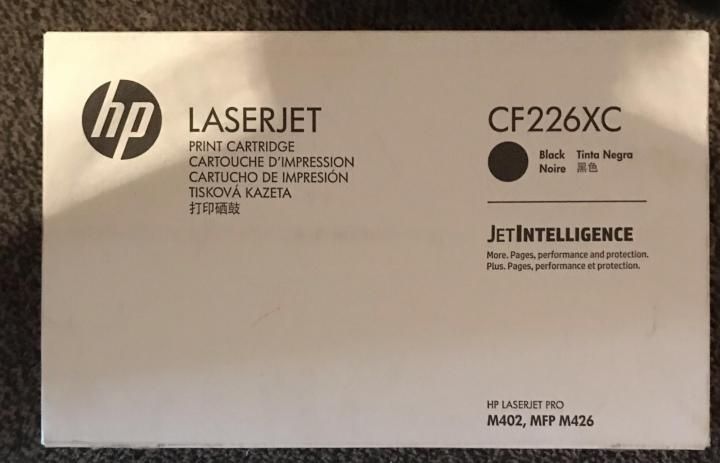 hp
LASERJET
PRINT CARTRIDGE
CARTOUCHE D'IMPRESSION
CARTUCHO DE IMPRESIÓN
TISKOVÁ KAZETA
打印硒鼓
CF226XC
Black Tinta Negra
Noire 黑色
JETINTELLIGENCE
More. Pages, performance and protection.
Plus. Pages, performance et protection.
HP LASERJET PRO
M402, MFP M426